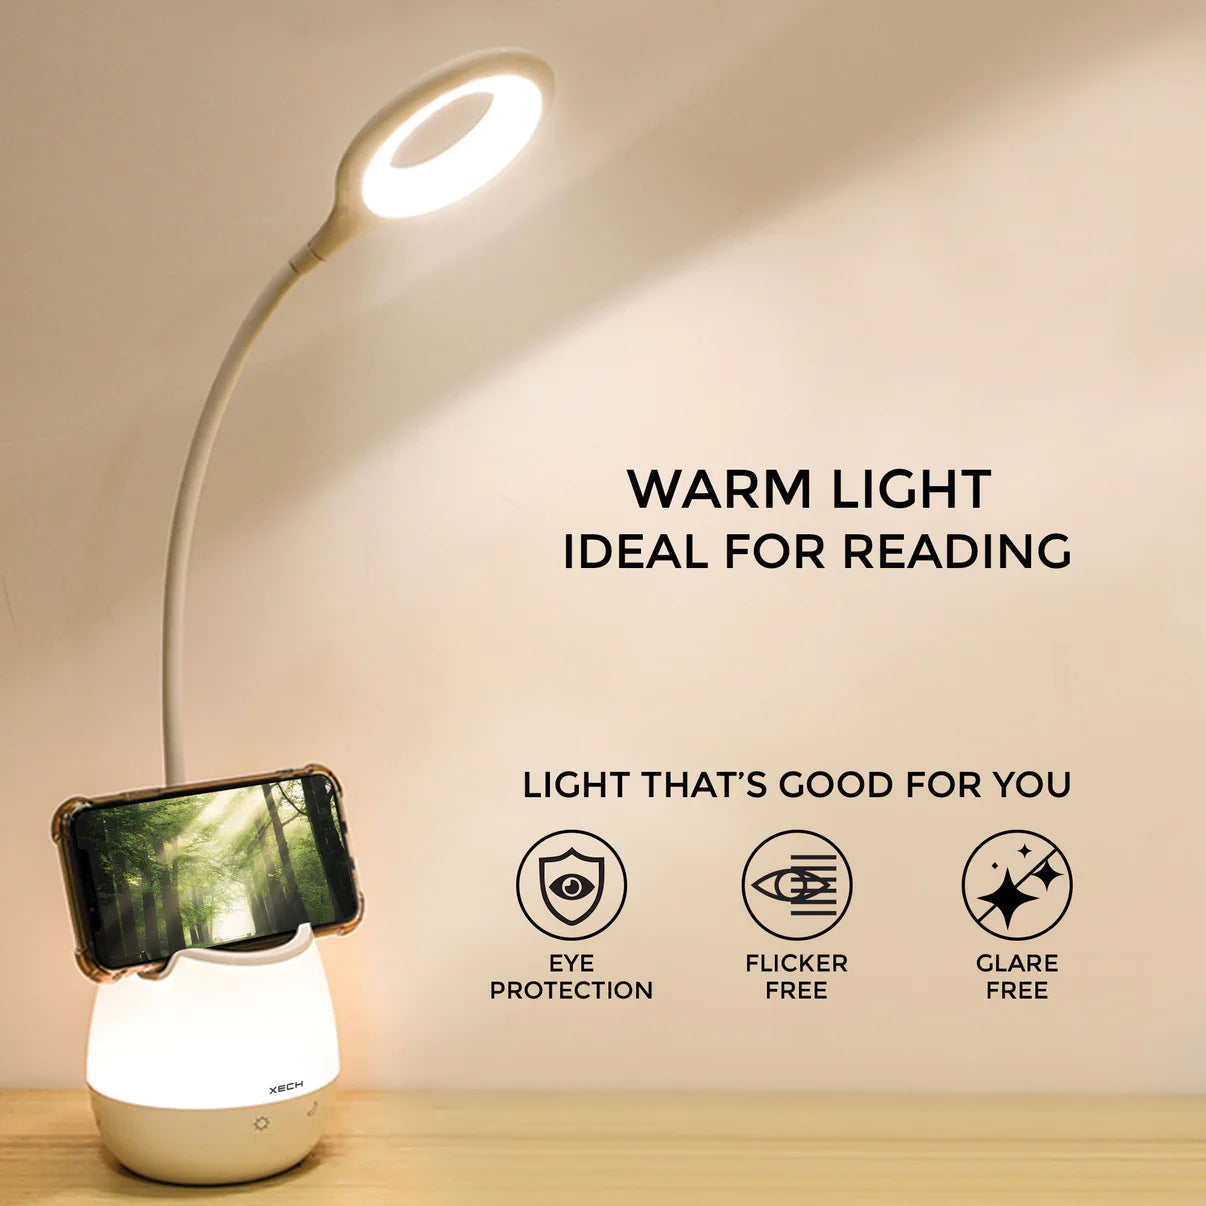 WARM LIGHT
IDEAL FOR READING
LIGHT THAT'S GOOD FOR YOU
EYE
PROTECTION
FLICKER
FREE
GLARE
FREE
XECH